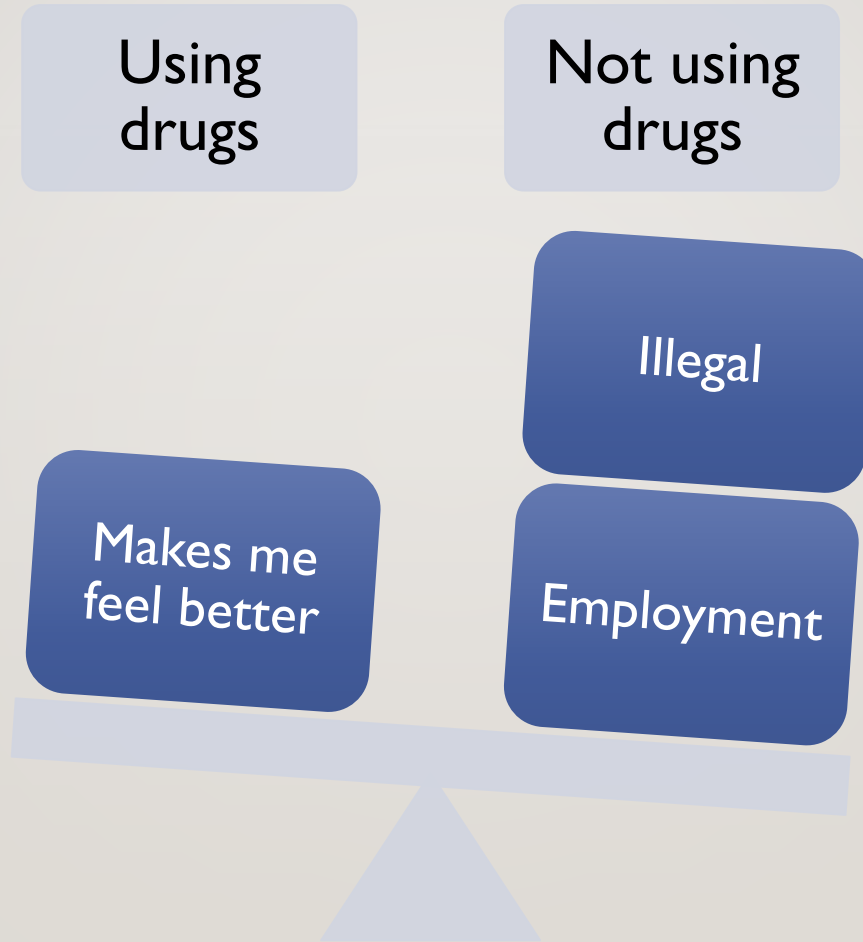 Using
drugs
Not using
drugs
Illegal
Makes me
feel better
Employment